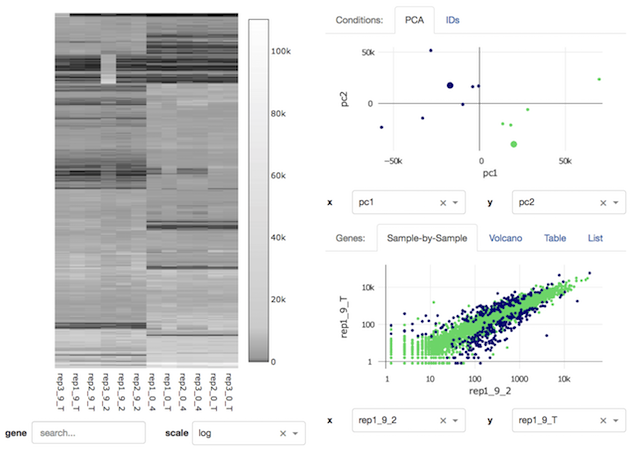 100k
80k
60k
40k
20k
0
rep3_9_T
rep1_9_T
rep2_9_T
rep3_9_2
rep1_9_2
rep2_9_2
rep1_0_4
rep1_0_T
rep2_0_4
rep3_0_4
rep2_0_T
rep3_0_T
gene
search...
scale
log
Conditions:
PCA
IDs
50k
0
pc2
−50k
0
50k
pc1
x
pc1
y
pc2
Genes:
Sample-by-Sample
Volcano
Table
List
10k
100
1
rep1_9_T
1
10
100
1000
10k
rep1_9_2
x
rep1_9_2
y
rep1_9_T